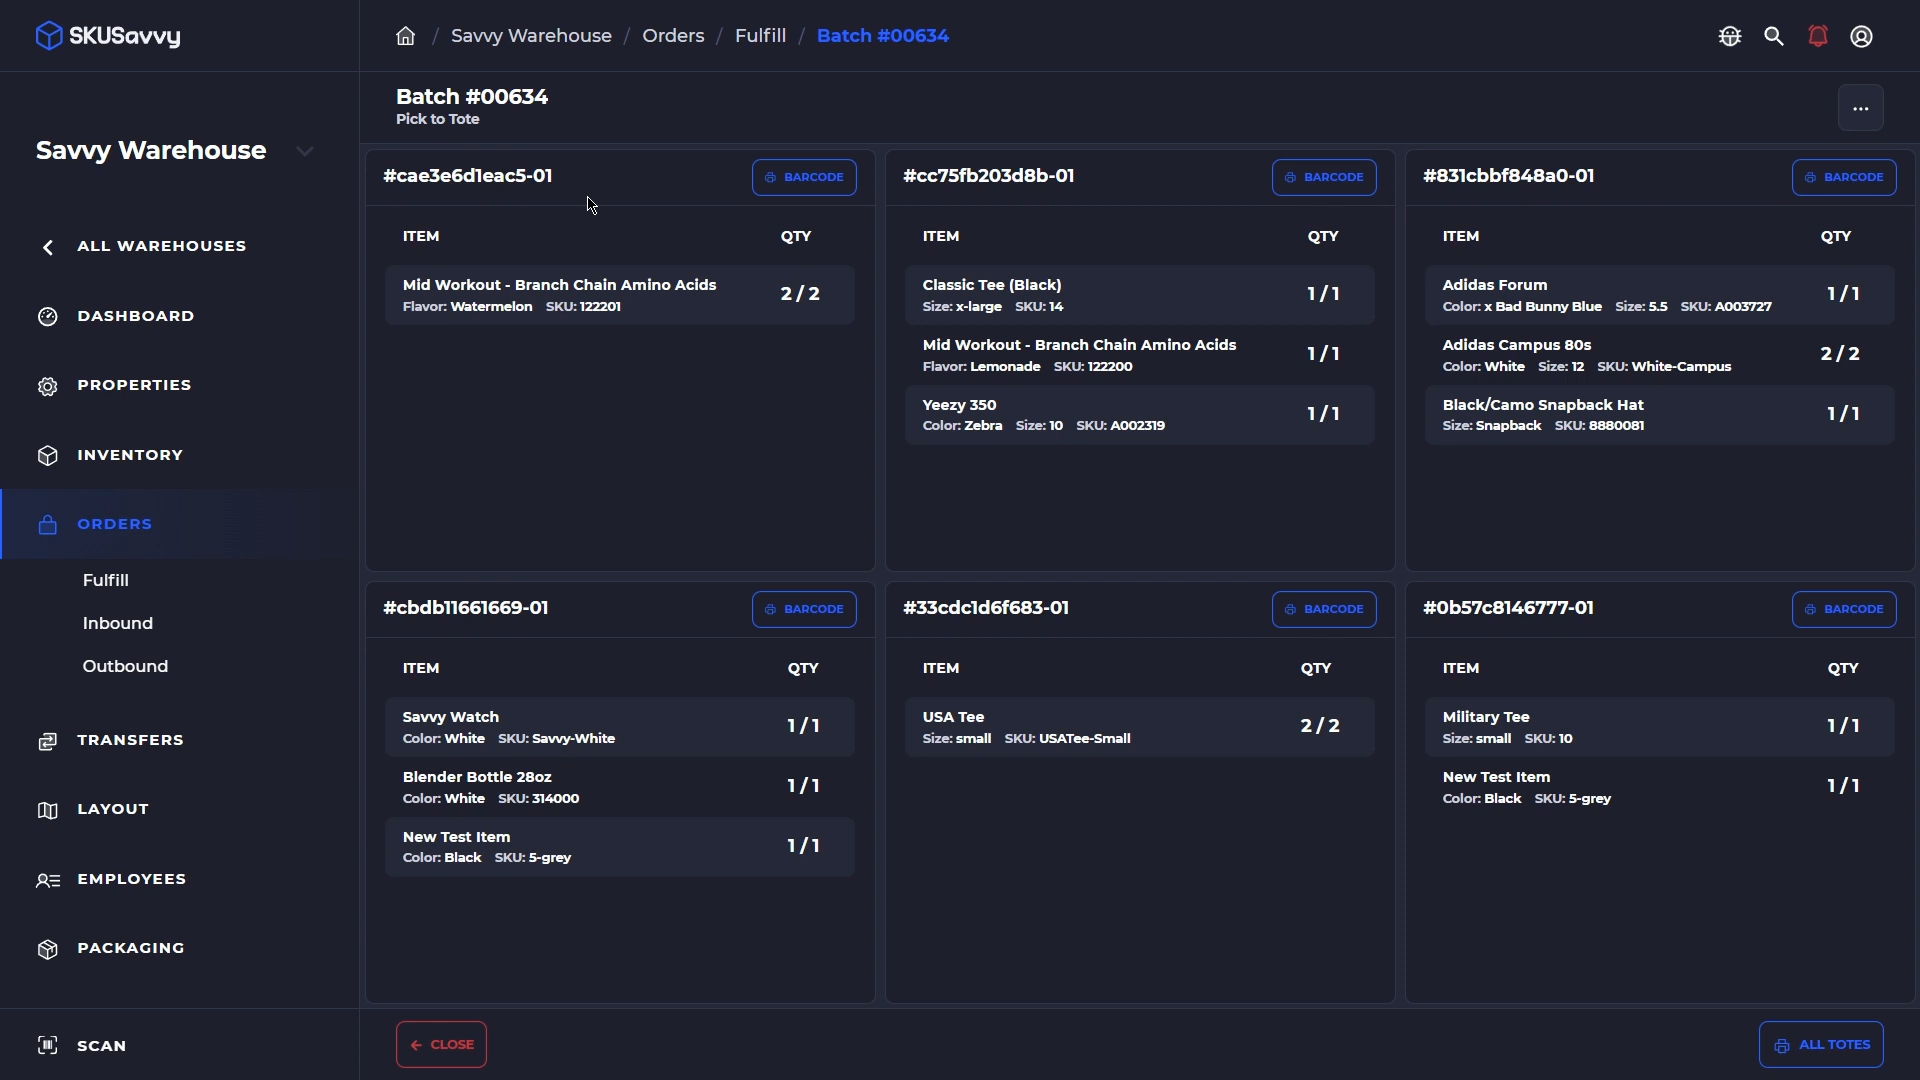 SKUSavvy
/ Savvy Warehouse / Orders / Fulfill / Batch #00634
Batch #00634
Pick to Tote
...
Savvy Warehouse
ALL WAREHOUSES
DASHBOARD
PROPERTIES
INVENTORY
ORDERS
Fulfill
Inbound
Outbound
TRANSFERS
LAYOUT
EMPLOYEES
PACKAGING
SCAN
#cae3e6d1eac5-01 BARCODE
ITEM QTY
Mid Workout - Branch Chain Amino Acids
Flavor: Watermelon SKU: 122201
2 / 2
#cc75fb203d8b-01 BARCODE
ITEM QTY
Classic Tee (Black)
Size: x-large SKU: 14
1 / 1
Mid Workout - Branch Chain Amino Acids
Flavor: Lemonade SKU: 122200
1 / 1
Yeezy 350
Color: Zebra Size: 10 SKU: A002319
1 / 1
#831cbbf848a0-01 BARCODE
ITEM QTY
Adidas Forum
Color: x Bad Bunny Blue Size: 5.5 SKU: A003727
1 / 1
Adidas Campus 80s
Color: White Size: 12 SKU: White-Campus
2 / 2
Black/Camo Snapback Hat
Size: Snapback SKU: 8880081
1 / 1
#cbdb11661669-01 BARCODE
ITEM QTY
Savvy Watch
Color: White SKU: Savvy-White
1 / 1
Blender Bottle 28oz
Color: White SKU: 314000
1 / 1
New Test Item
Color: Black SKU: 5-grey
1 / 1
#33cdc1d6f683-01 BARCODE
ITEM QTY
USA Tee
Size: small SKU: USATee-Small
2 / 2
#0b57c8146777-01 BARCODE
ITEM QTY
Military Tee
Size: small SKU: 10
1 / 1
New Test Item
Color: Black SKU: 5-grey
1 / 1
CLOSE
ALL TOTES